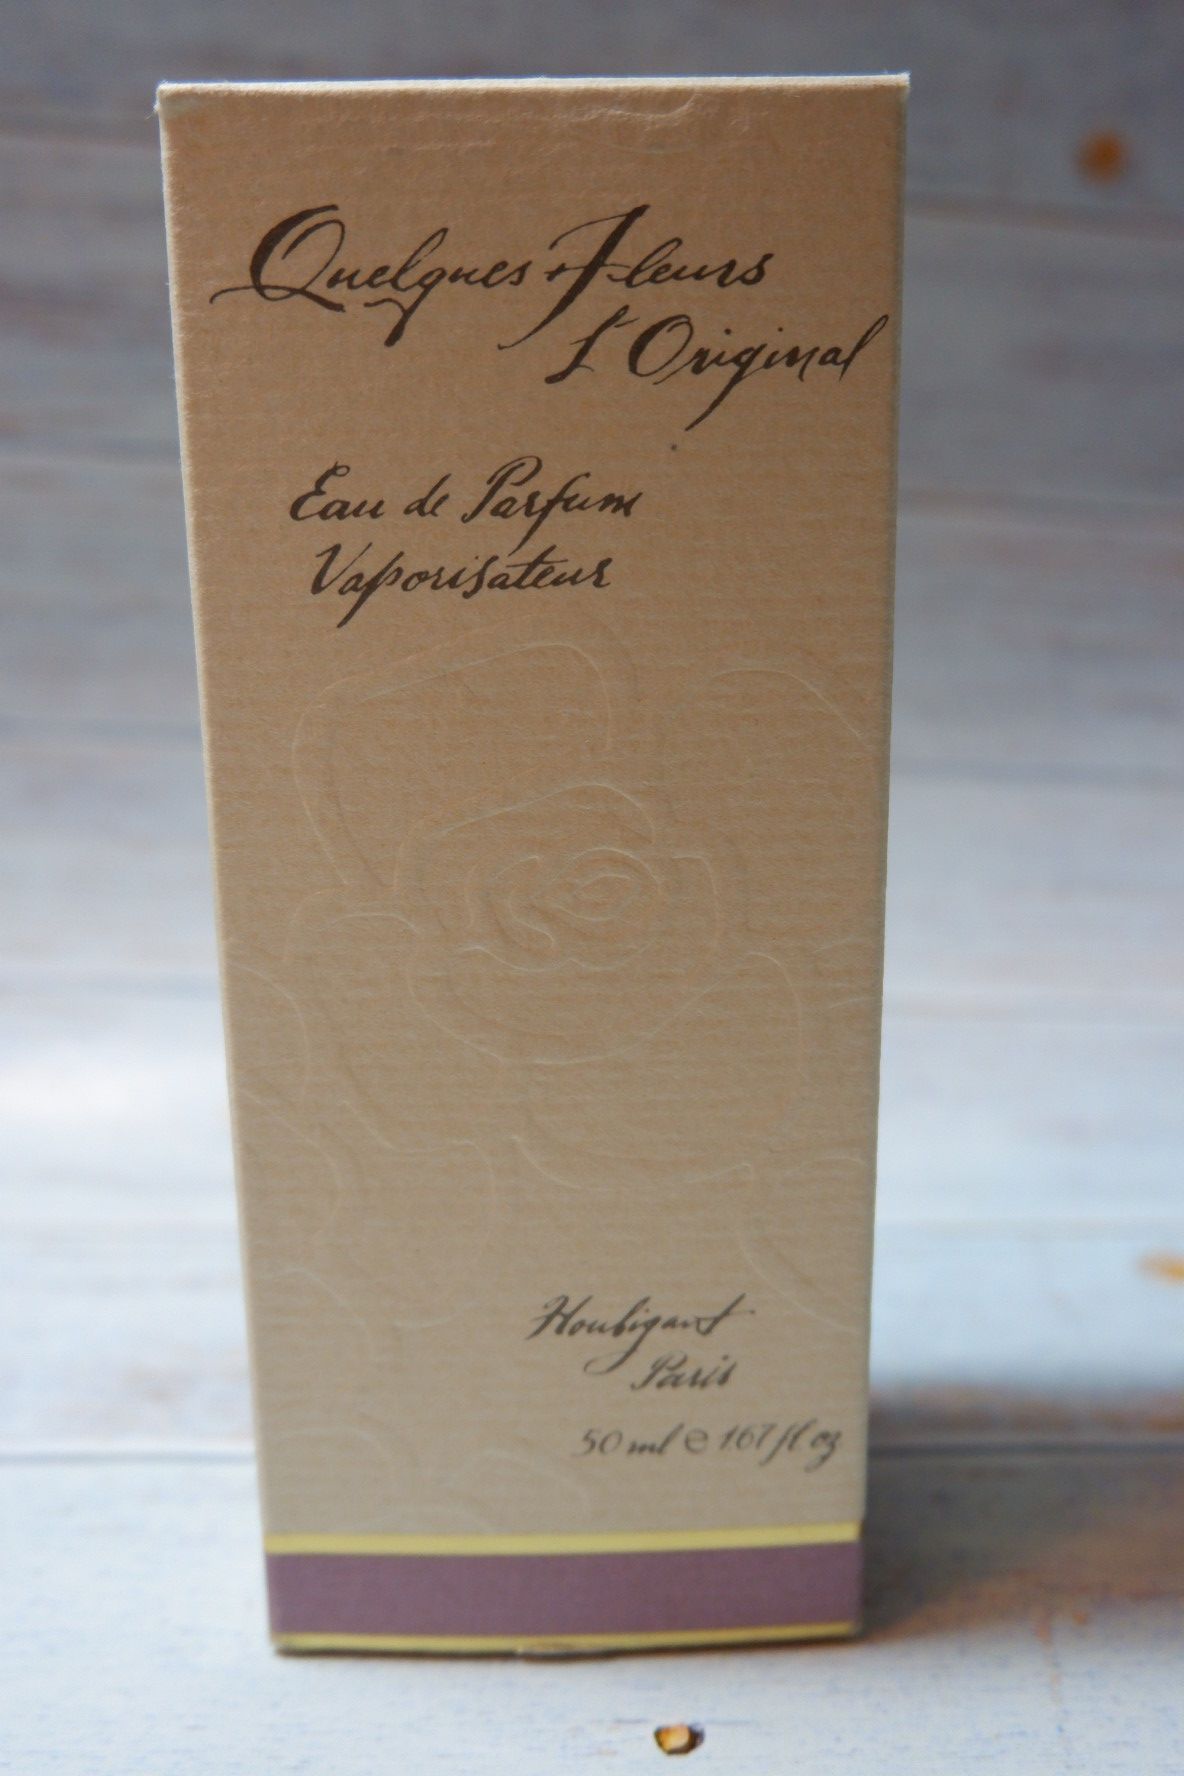 Quelques Fleurs
L'Original
Eau de Parfum
Vaporisateur
Houbigant
Paris
50 ml e 1.67 fl oz